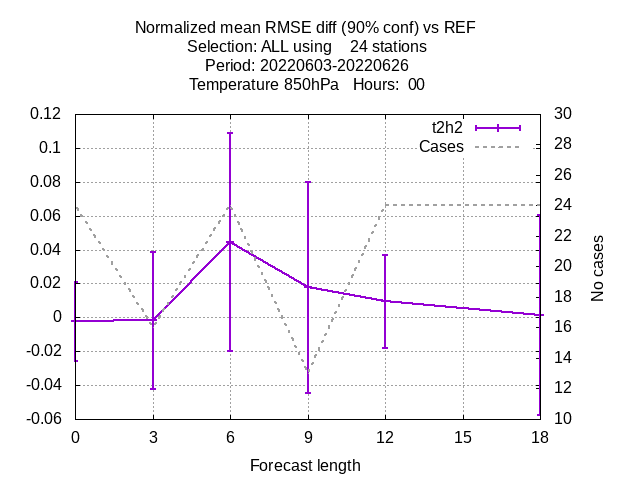 Normalized mean RMSE diff (90% conf) vs REF
Selection: ALL using 24 stations
Period: 20220603-20220626
Temperature 850hPa Hours: 00
t2h2
Cases
0.12
0.1
0.08
0.06
0.04
0.02
0
-0.02
-0.04
-0.06
30
28
26
24
22
20
18
16
14
12
10
No cases
0 3 6 9 12 15 18
Forecast length